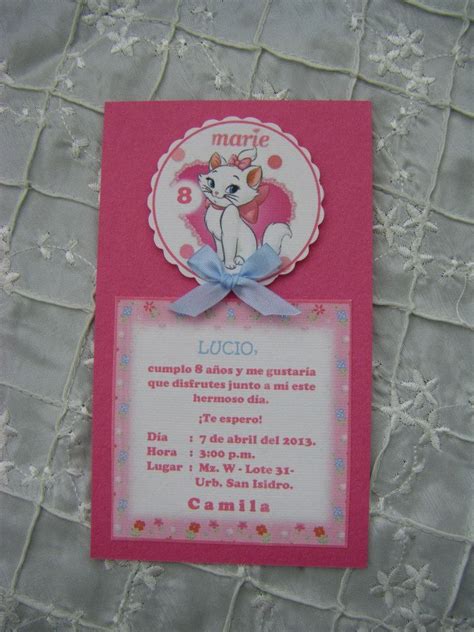 marie
8
LUCIO,
cumplo 8 años y me gustaría
que disfrutes junto a mi este
hermoso día.
¡Te espero!
Día : 7 de abril del 2013.
Hora : 3:00 p.m.
Lugar : Mz. W - Lote 31-
Urb. San Isidro.
Camila